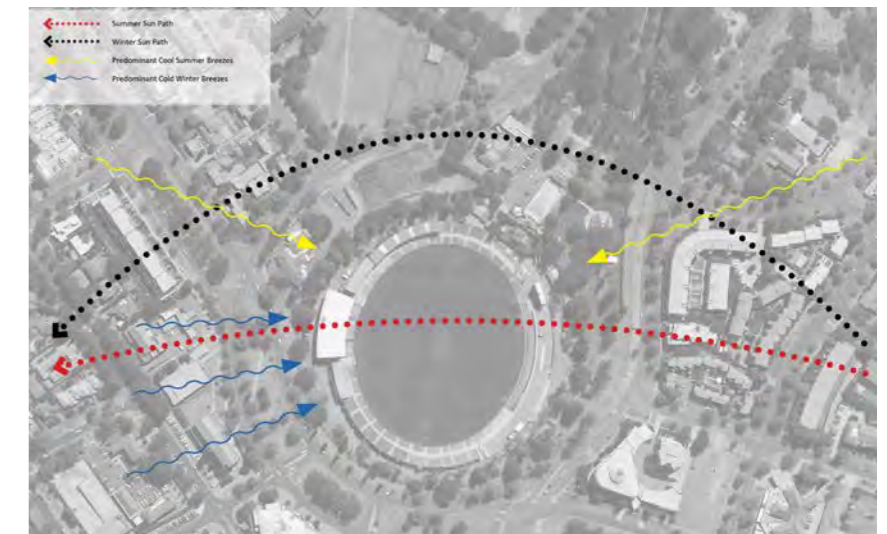 Summer Sun Path
Winter Sun Path
Predominant Cool Summer Breezes
Predominant Cold Winter Breezes